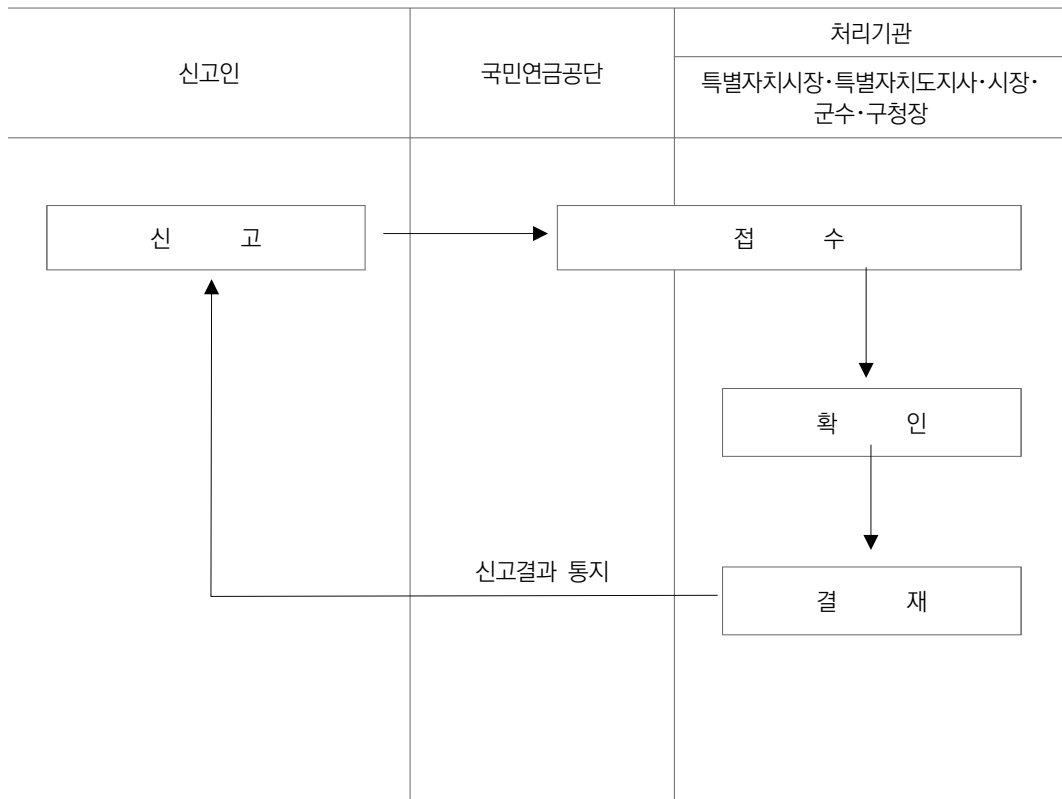 신고인
국민연금공단
처리기관
특별자치시장·특별자치도지사·시장·
군수·구청장
신 고
접 수
확 인
신고결과 통지
결 재